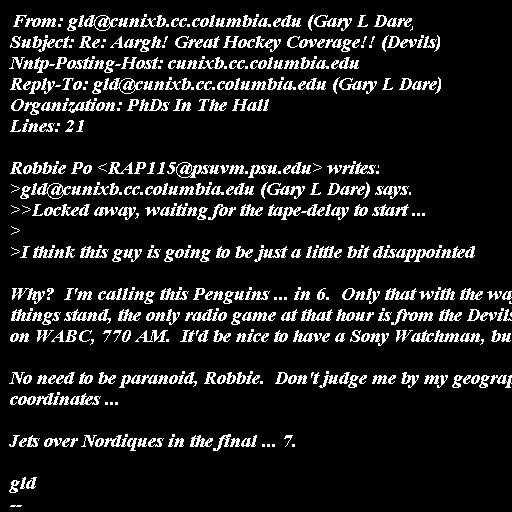 From: gld@cunixb.cc.columbia.edu (Gary L Dare
Subject: Re: Aargh! Great Hockey Coverage!! (Devils)
Nntp-Posting-Host: cunixb.cc.columbia.edu
Reply-To: gld@cunixb.cc.columbia.edu (Gary L Dare)
Organization: PhDs In The Hall
Lines: 21

Robbie Po <RAP115@psuvm.psu.edu> writes:
>gld@cunixb.cc.columbia.edu (Gary L Dare) says:
>>Locked away, waiting for the tape-delay to start ...
>
>I think this guy is going to be just a little bit disappointed

Why?  I'm calling this Penguins ... in 6.  Only that with the
things stand, the only radio game at that hour is from the Devils
on WABC, 770 AM.  It'd be nice to have a Sony Watchman,

No need to be paranoid, Robbie.  Don't judge me by my
coordinates ...

Jets over Nordiques in the final ... 7.

gld
--